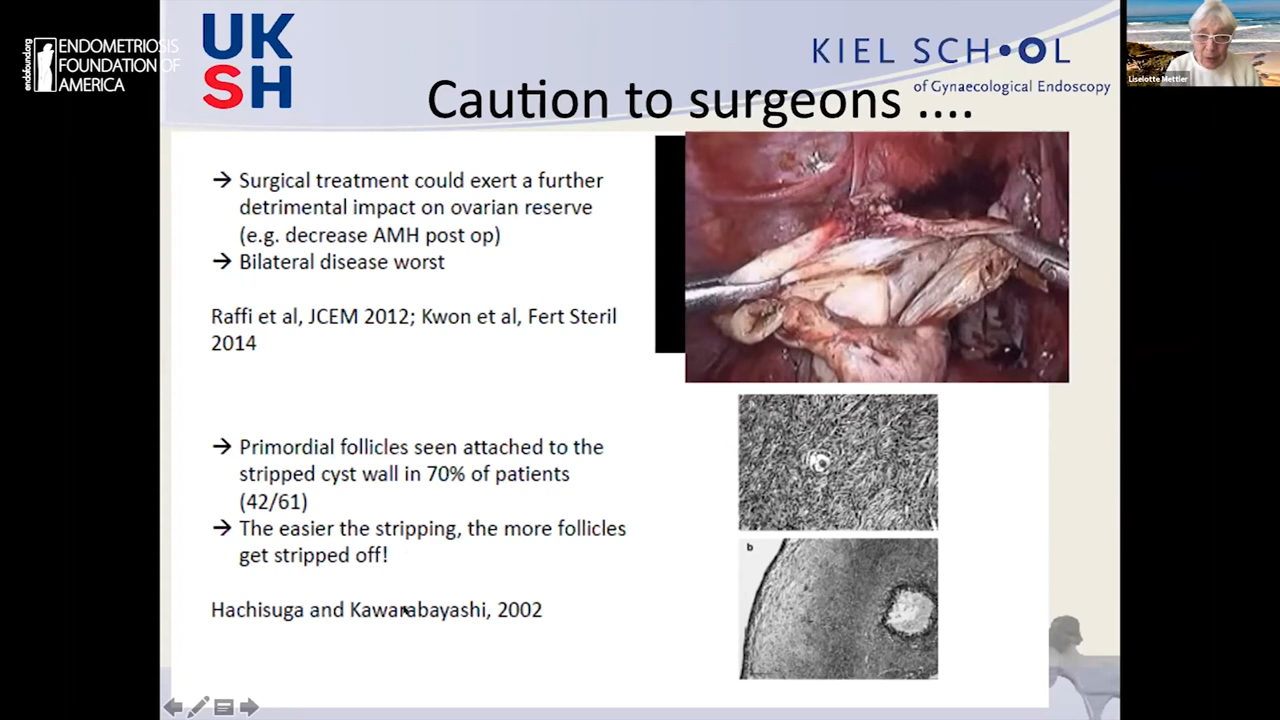 endofound.org
ENDOMETRIOSIS
FOUNDATION OF
AMERICA
UK
SH
KIEL SCHOOL
of Gynaecological Endoscopy
Liselotte Mettler
Caution to surgeons ....
→ Surgical treatment could exert a further
detrimental impact on ovarian reserve
(e.g. decrease AMH post op)
→ Bilateral disease worst
Raffi et al, JCEM 2012; Kwon et al, Fert Steril
2014
→ Primordial follicles seen attached to the
stripped cyst wall in 70% of patients
(42/61)
→ The easier the stripping, the more follicles
get stripped off!
Hachisuga and Kawarabayashi, 2002
b